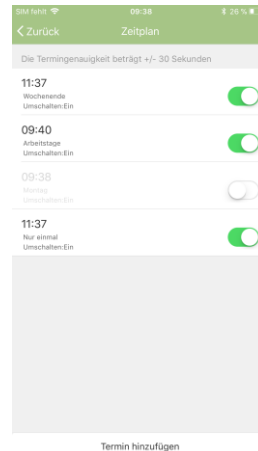 SIM fehlt 09:38 26 %
Zurück Zeitplan
Die Termingenauigkeit beträgt +/- 30 Sekunden
11:37
Wochenende
Umschalten:Ein
09:40
Arbeitstage
Umschalten:Ein
09:38
Montag
Umschalten:Ein
11:37
Nur einmal
Umschalten:Ein
Termin hinzufügen